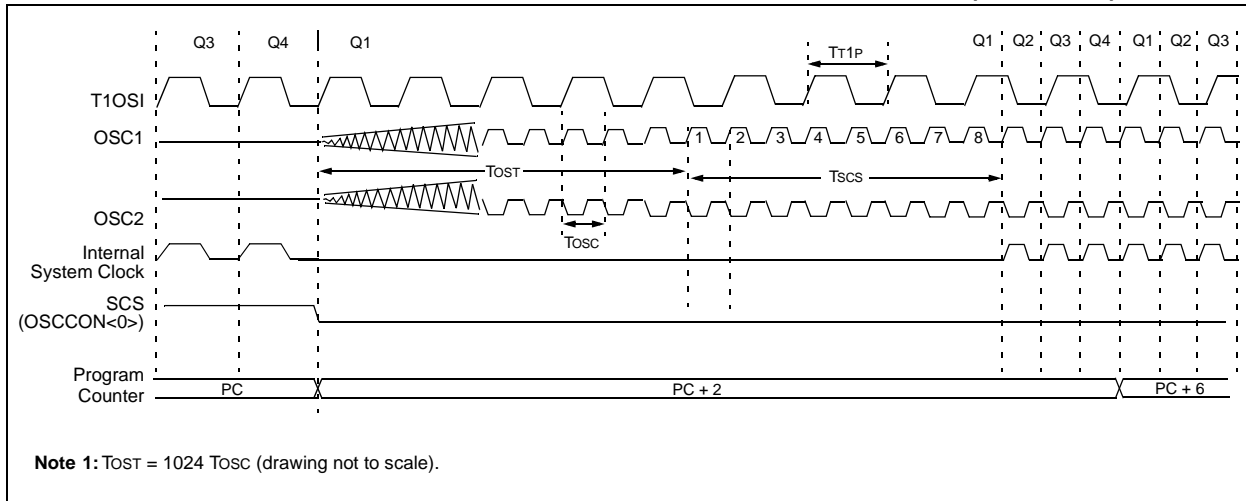 Q3 Q4 Q1 Q1 Q2 Q3 Q4 Q1 Q2 Q3
TT1P
T1OSI
OSC1
1 2 3 4 5 6 7 8
TOST
TSCS
OSC2
TOSC
Internal
System Clock
SCS
(OSCCON<0>)
Program
Counter
PC PC + 2 PC + 6
Note 1: TOST = 1024 TOSC (drawing not to scale).